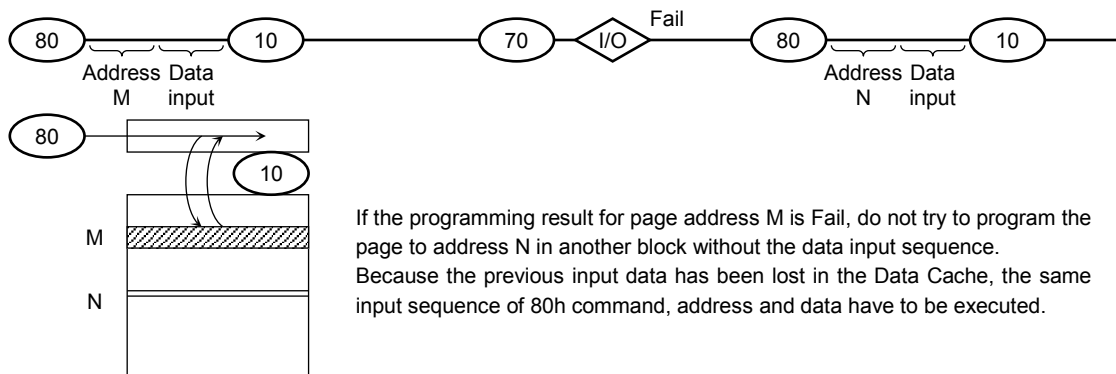 Fail
80 10 70 I/O 80 10
Address Data Address Data
M input N input
80
10
M
N
If the programming result for page address M is Fail, do not try to program the
page to address N in another block without the data input sequence.
Because the previous input data has been lost in the Data Cache, the same
input sequence of 80h command, address and data have to be executed.